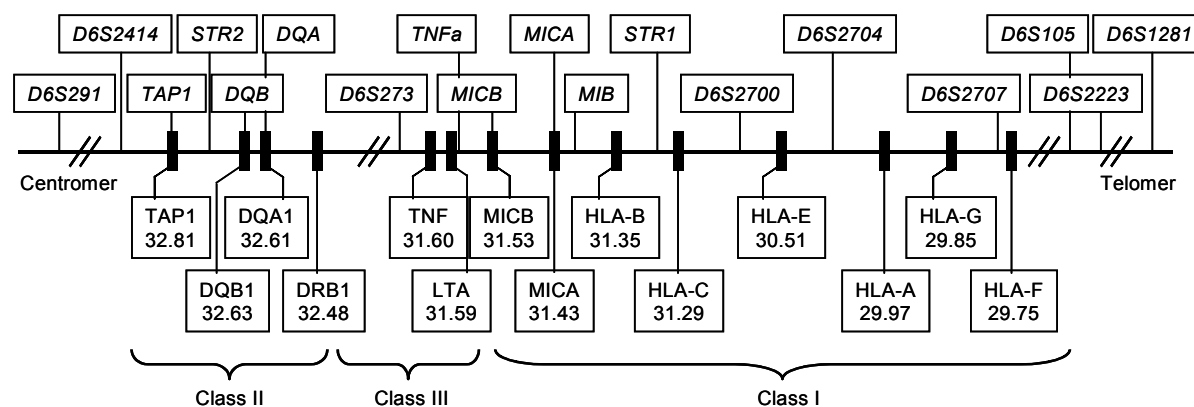 D6S2414 STR2 DQA TNFa MICA STR1 D6S2704 D6S105 D6S1281
D6S291 TAP1 DQB D6S273 MICB MIB D6S2700 D6S2707 D6S2223
Centromer Telomer
TAP1 DQA1 TNF MICB HLA-B HLA-E HLA-G
32.81 32.61 31.60 31.53 31.35 30.51 29.85
DQB1 DRB1 LTA MICA HLA-C HLA-A HLA-F
32.63 32.48 31.59 31.43 31.29 29.97 29.75
Class II Class III Class I